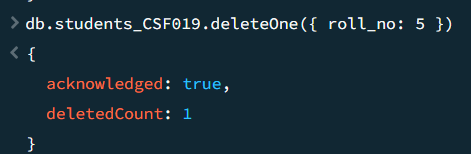 > db.students_CSF019.deleteOne({ roll_no: 5 })
< {
acknowledged: true,
deletedCount: 1
}